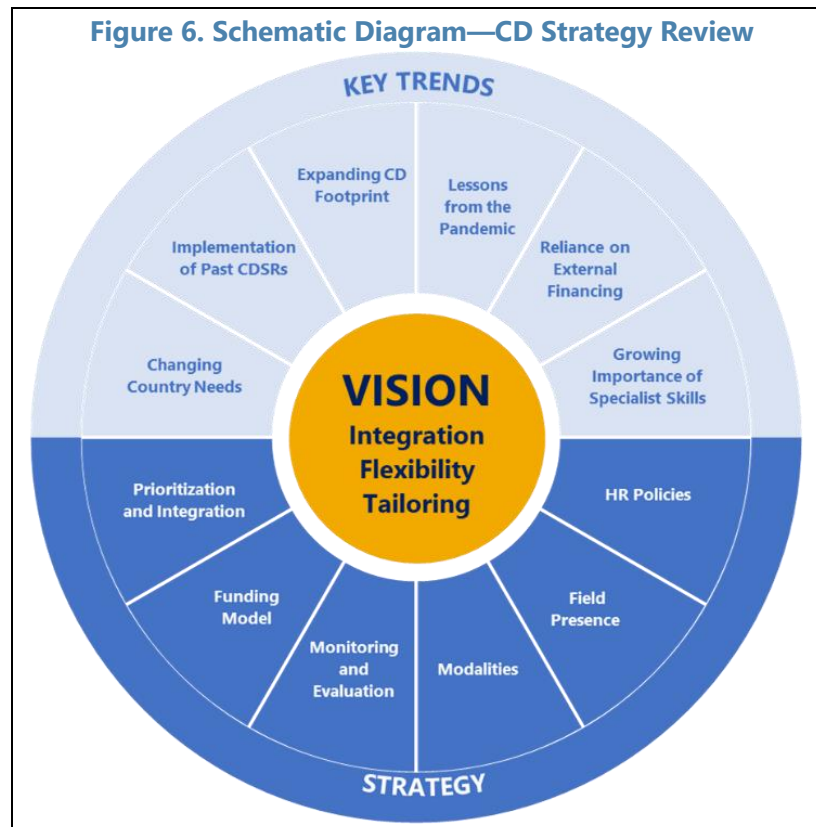 Figure 6. Schematic Diagram—CD Strategy Review
KEY TRENDS
Expanding CD
Footprint
Lessons
from the
Pandemic
Implementation
of Past CDSRs
Reliance on
External
Financing
Changing
Country Needs
Growing
Importance of
Specialist Skills
VISION
Integration
Flexibility
Tailoring
Prioritization
and Integration
HR Policies
Funding
Model
Field
Presence
Monitoring
and
Evaluation
Modalities
STRATEGY